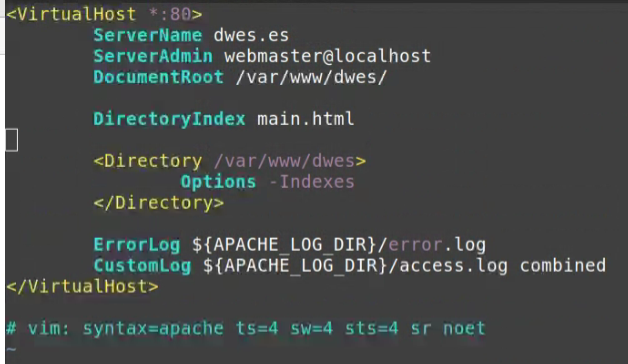 <VirtualHost *:80>
ServerName dwes.es
ServerAdmin webmaster@localhost
DocumentRoot /var/www/dwes/
DirectoryIndex main.html
<Directory /var/www/dwes>
Options -Indexes
</Directory>
ErrorLog ${APACHE_LOG_DIR}/error.log
CustomLog ${APACHE_LOG_DIR}/access.log combined
</VirtualHost>
# vim: syntax=apache ts=4 sw=4 sts=4 sr noet
~